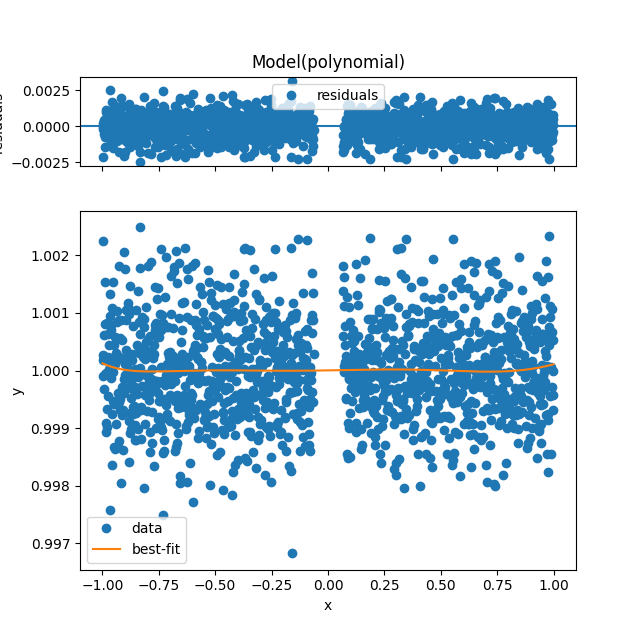 Model(polynomial)
0.0025
0.0000
−0.0025
residuals
residuals
1.002
1.001
1.000
0.999
0.998
0.997
y
data
best-fit
−1.00 −0.75 −0.50 −0.25 0.00 0.25 0.50 0.75 1.00
x